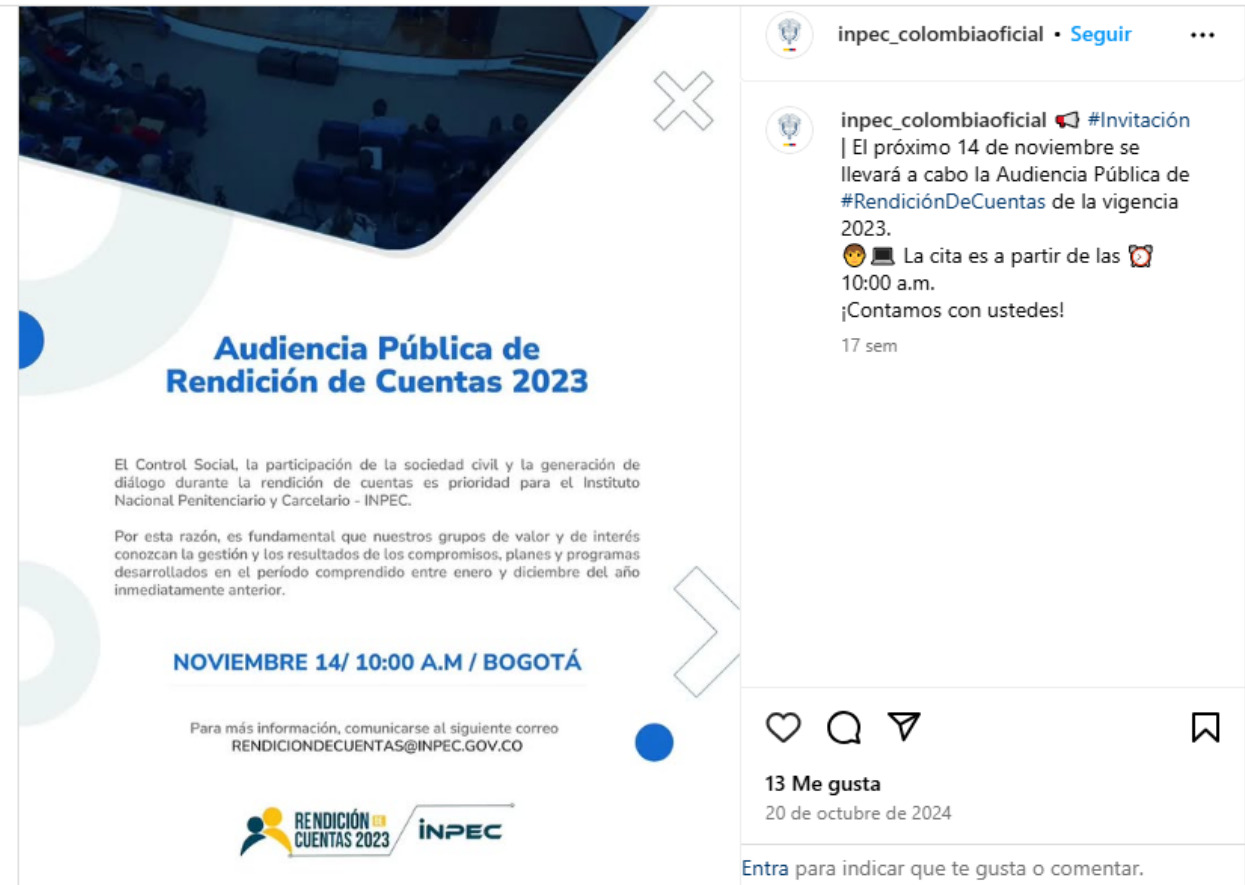 Audiencia Pública de
Rendición de Cuentas 2023
El Control Social, la participación de la sociedad civil y la generación de
diálogo durante la rendición de cuentas es prioridad para el Instituto
Nacional Penitenciario y Carcelario - INPEC.
Por esta razón, es fundamental que nuestros grupos de valor y de interés
conozcan la gestión y los resultados de los compromisos, planes y programas
desarrollados en el período comprendido entre enero y diciembre del año
inmediatamente anterior.
NOVIEMBRE 14/ 10:00 A.M / BOGOTÁ
Para más información, comunicarse al siguiente correo
RENDICIONDECUENTAS@INPEC.GOV.CO
RENDICIÓN DE
CUENTAS 2023
INPEC
inpec_colombiaoficial • Seguir
inpec_colombiaoficial 📢 #Invitación
| El próximo 14 de noviembre se
llevará a cabo la Audiencia Pública de
#RendiciónDeCuentas de la vigencia
2023.
🧑💻 La cita es a partir de las ⏰
10:00 a.m.
¡Contamos con ustedes!
17 sem
13 Me gusta
20 de octubre de 2024
Entra para indicar que te gusta o comentar.